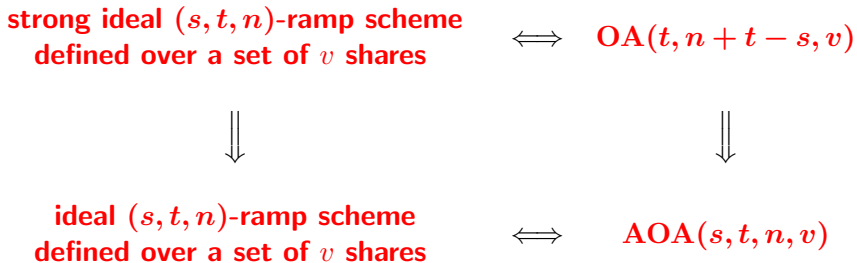 strong ideal (s, t, n)-ramp scheme
defined over a set of v shares
⟺ OA(t, n + t − s, v)
⇓ ⇓
ideal (s, t, n)-ramp scheme
defined over a set of v shares
⟺ AOA(s, t, n, v)